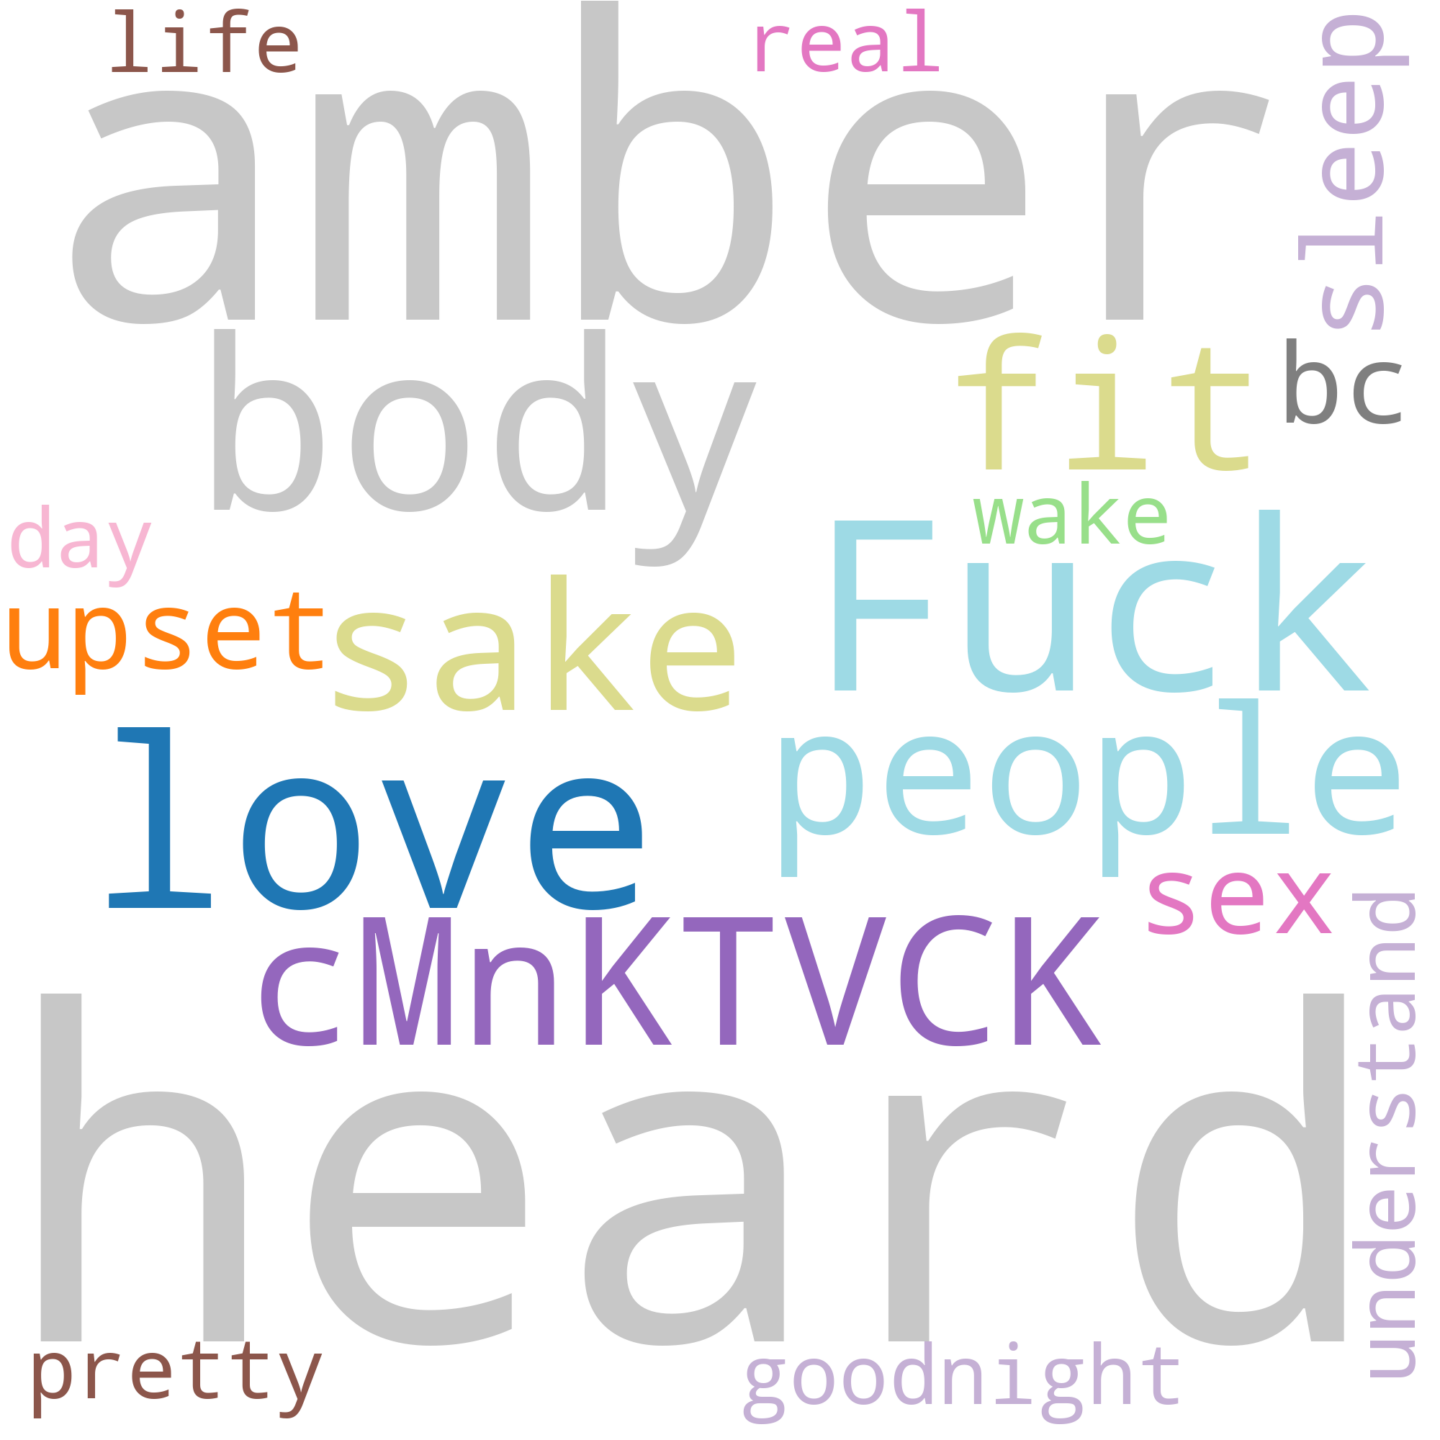 life
real
sleep
amber
body
fit
bc
wake
day
Fuck
upset
sake
people
love
sex
cMnKTVCK
understand
heard
pretty
goodnight